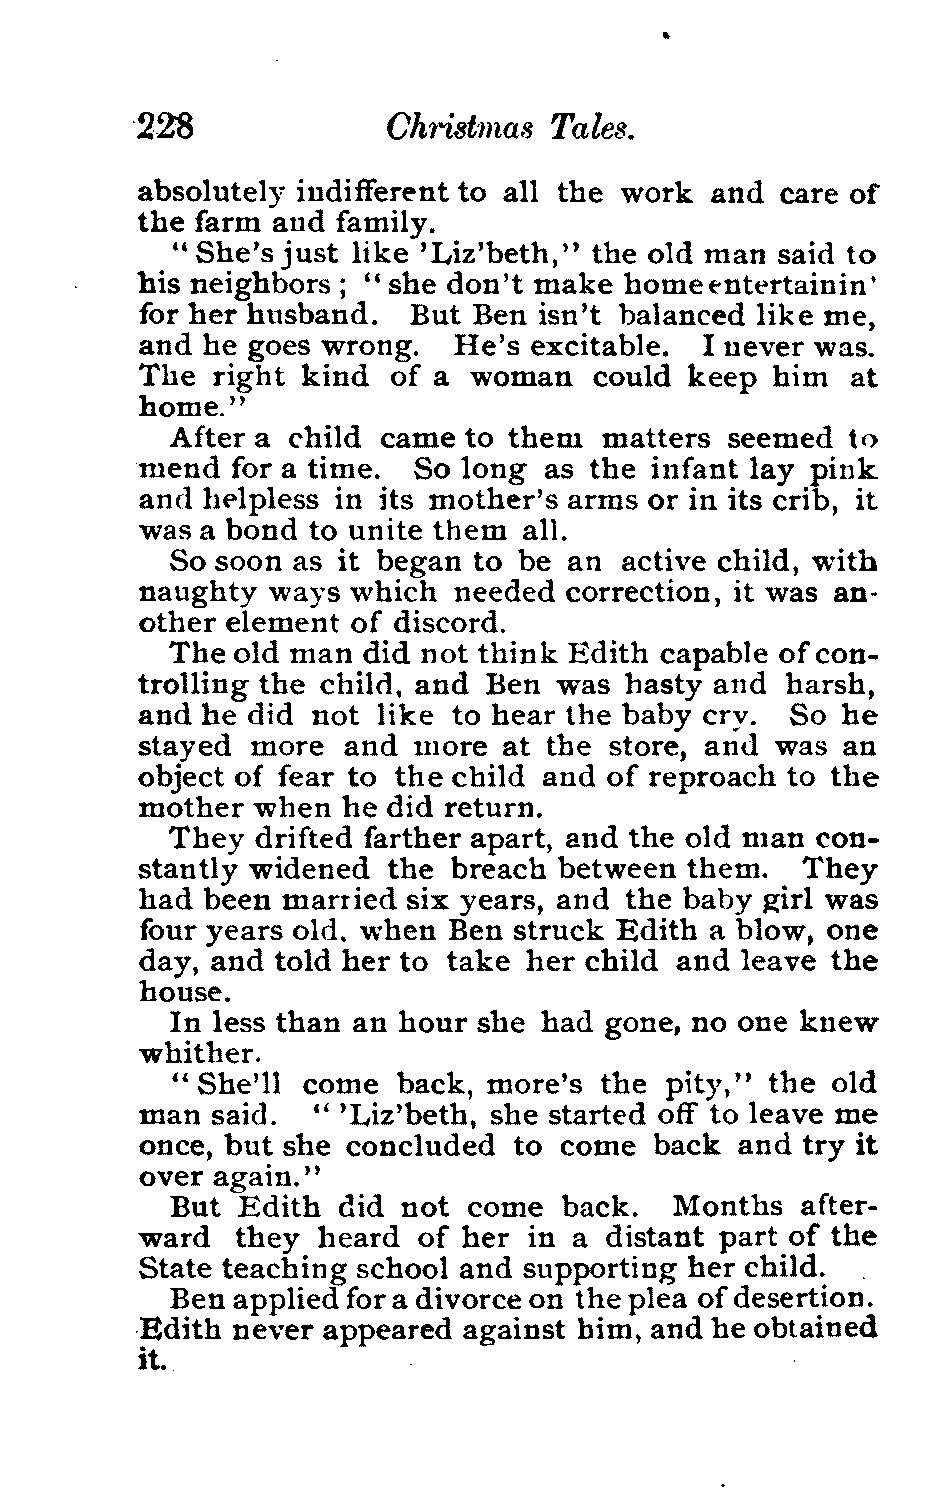 228 Christmas Tales.
absolutely indifferent to all the work and care of
the farm and family.
"She's just like 'Liz'beth," the old man said to
his neighbors; "she don't make home entertainin'
for her husband. But Ben isn't balanced like me,
and he goes wrong. He's excitable. I never was.
The right kind of a woman could keep him at
home."
After a child came to them matters seemed to
mend for a time. So long as the infant lay pink
and helpless in its mother's arms or in its crib, it
was a bond to unite them all.
So soon as it began to be an active child, with
naughty ways which needed correction, it was an-
other element of discord.
The old man did not think Edith capable of con-
trolling the child, and Ben was hasty and harsh,
and he did not like to hear the baby cry. So he
stayed more and more at the store, and was an
object of fear to the child and of reproach to the
mother when he did return.
They drifted farther apart, and the old man con-
stantly widened the breach between them. They
had been married six years, and the baby girl was
four years old, when Ben struck Edith a blow, one
day, and told her to take her child and leave the
house.
In less than an hour she had gone, no one knew
whither.
"She'll come back, more's the pity," the old
man said. "'Liz'beth, she started off to leave me
once, but she concluded to come back and try it
over again."
But Edith did not come back. Months after-
ward they heard of her in a distant part of the
State teaching school and supporting her child.
Ben applied for a divorce on the plea of desertion.
Edith never appeared against him, and he obtained
it.